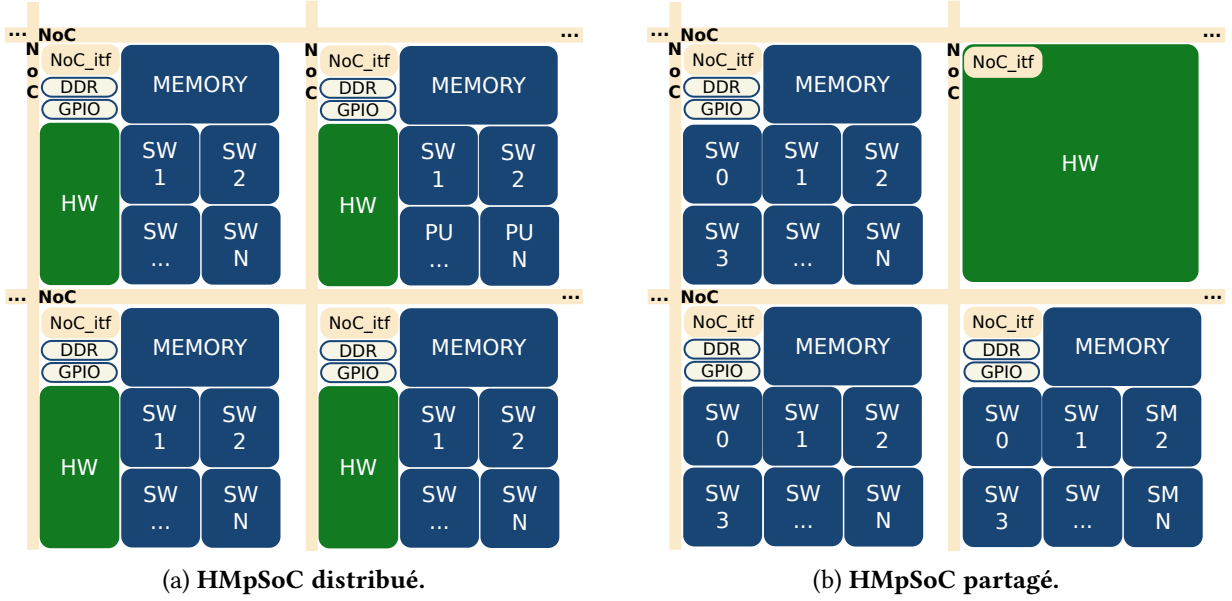 ... NoC ...
NoC
NoC_itf
DDR
GPIO
MEMORY
HW
SW
1
SW
2
SW
...
SW
N
NoC
NoC_itf
DDR
GPIO
MEMORY
HW
SW
1
SW
2
PU
...
PU
N
... NoC ...
NoC_itf
DDR
GPIO
MEMORY
HW
SW
1
SW
2
SW
...
SW
N
NoC_itf
DDR
GPIO
MEMORY
HW
SW
1
SW
2
SW
...
SW
N
(a) HMpSoC distribué.
... NoC ...
NoC
NoC_itf
DDR
GPIO
MEMORY
SW
0
SW
1
SW
2
SW
3
SW
...
SW
N
NoC
NoC_itf
HW
... NoC ...
NoC_itf
DDR
GPIO
MEMORY
SW
0
SW
1
SW
2
SW
3
SW
...
SW
N
NoC_itf
DDR
GPIO
MEMORY
SW
0
SW
1
SM
2
SW
3
SW
...
SM
N
(b) HMpSoC partagé.